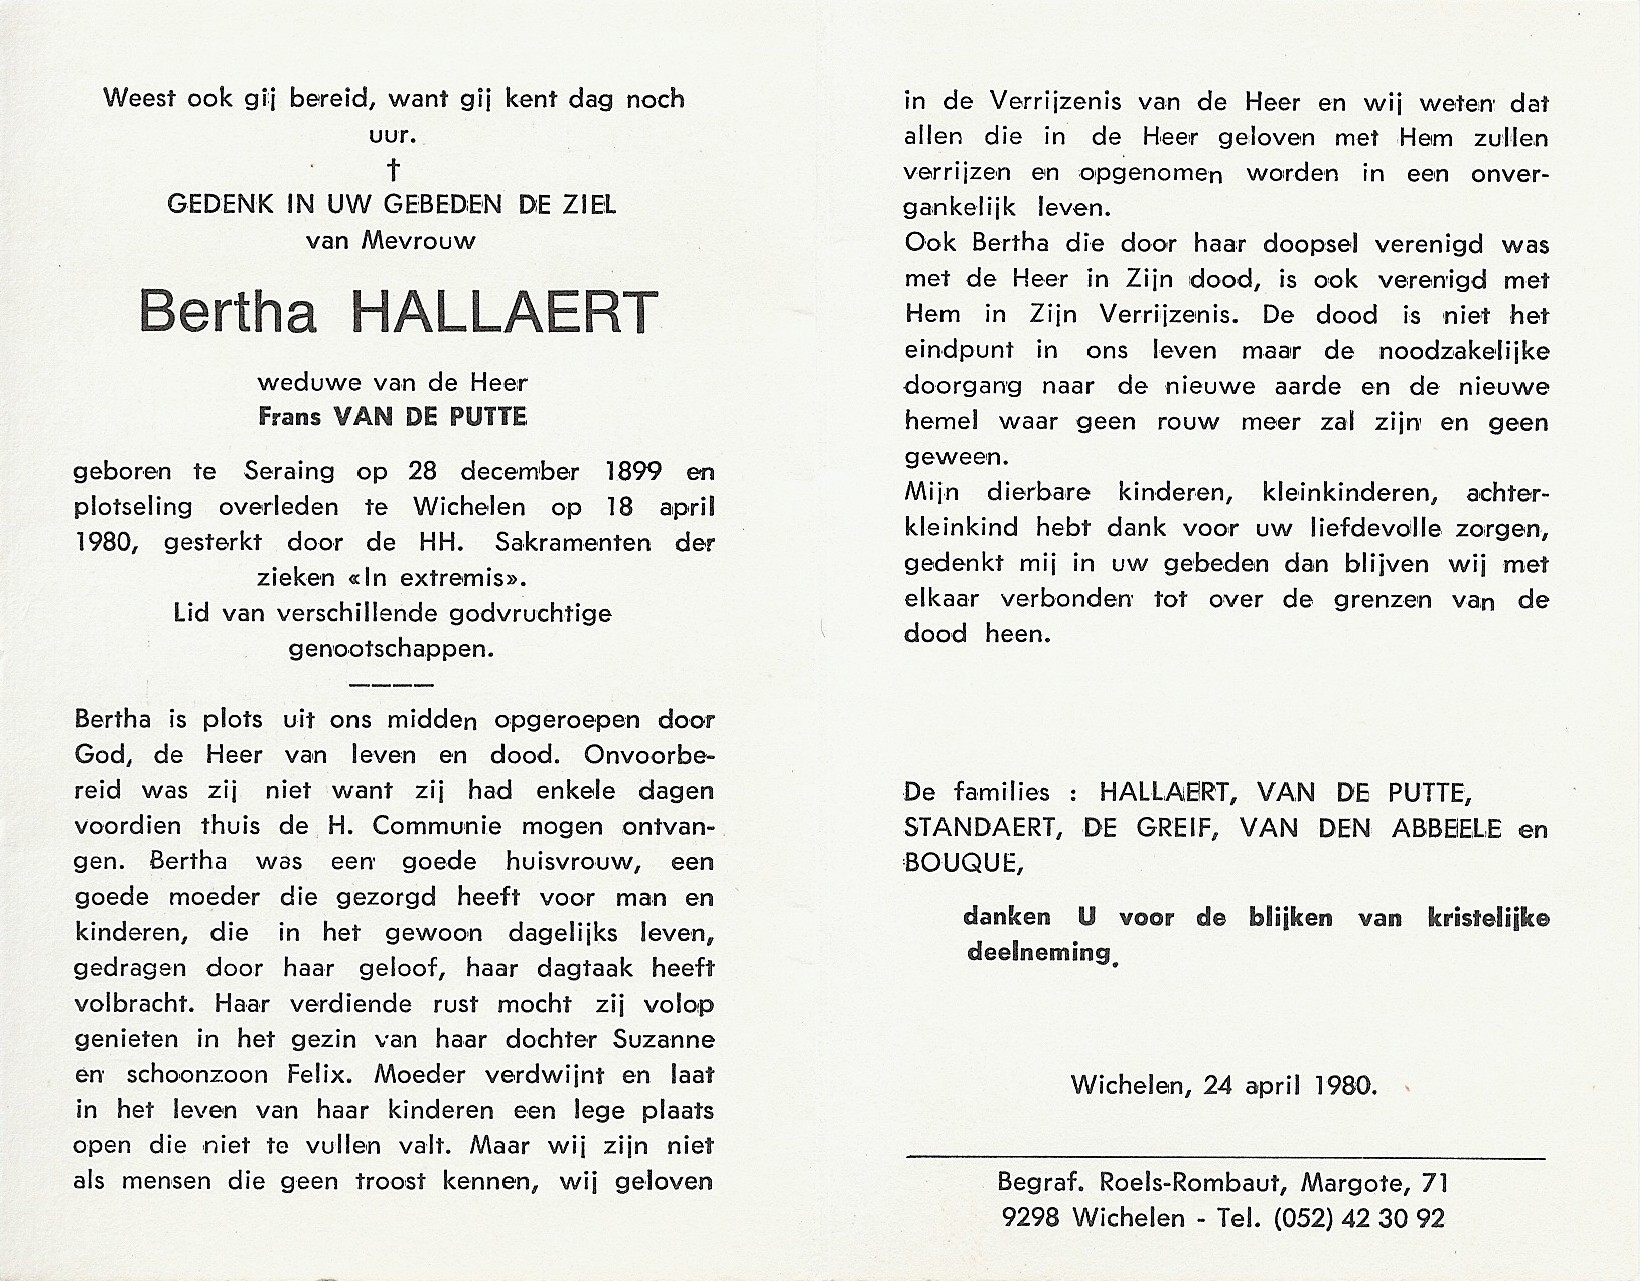 Weest ook gij bereid, want gij kent dag noch
uur.
†
GEDENK IN UW GEBEDEN DE ZIEL
van Mevrouw
Bertha HALLAERT
weduwe van de Heer
Frans VAN DE PUTTE
geboren te Seraing op 28 december 1899 en
plotseling overleden te Wichelen op 18 april
1980, gesterkt door de HH. Sakramenten der
zieken «In extremis».
Lid van verschillende godvruchtige
genootschappen.
Bertha is plots uit ons midden opgeroepen door
God, de Heer van leven en dood. Onvoorbe-
reid was zij niet want zij had enkele dagen
voordien thuis de H. Communie mogen ontvan-
gen. Bertha was een goede huisvrouw, een
goede moeder die gezorgd heeft voor man en
kinderen, die in het gewoon dagelijks leven,
gedragen door haar geloof, haar dagtaak heeft
volbracht. Haar verdiende rust mocht zij volop
genieten in het gezin van haar dochter Suzanne
en schoonzoon Felix. Moeder verdwijnt en laat
in het leven van haar kinderen een lege plaats
open die niet te vullen valt. Maar wij zijn niet
als mensen die geen troost kennen, wij geloven
in de Verrijzenis van de Heer en wij weten dat
allen die in de Heer geloven met Hem zullen
verrijzen en opgenomen worden in een onver-
gankelijk leven.
Ook Bertha die door haar doopsel verenigd was
met de Heer in Zijn dood, is ook verenigd met
Hem in Zijn Verrijzenis. De dood is niet het
eindpunt in ons leven maar de noodzakelijke
doorgang naar de nieuwe aarde en de nieuwe
hemel waar geen rouw meer zal zijn en geen
geween.
Mijn dierbare kinderen, kleinkinderen, achter-
kleinkind hebt dank voor uw liefdevolle zorgen,
gedenkt mij in uw gebeden dan blijven wij met
elkaar verbonden tot over de grenzen van de
dood heen.
De families : HALLAERT, VAN DE PUTTE,
STANDAERT, DE GREIF, VAN DEN ABBEELE en
BOUQUE,
danken U voor de blijken van kristelijke
deelneming.
Wichelen, 24 april 1980.
Begraf. Roels-Rombaut, Margote, 71
9298 Wichelen - Tel. (052) 42 30 92